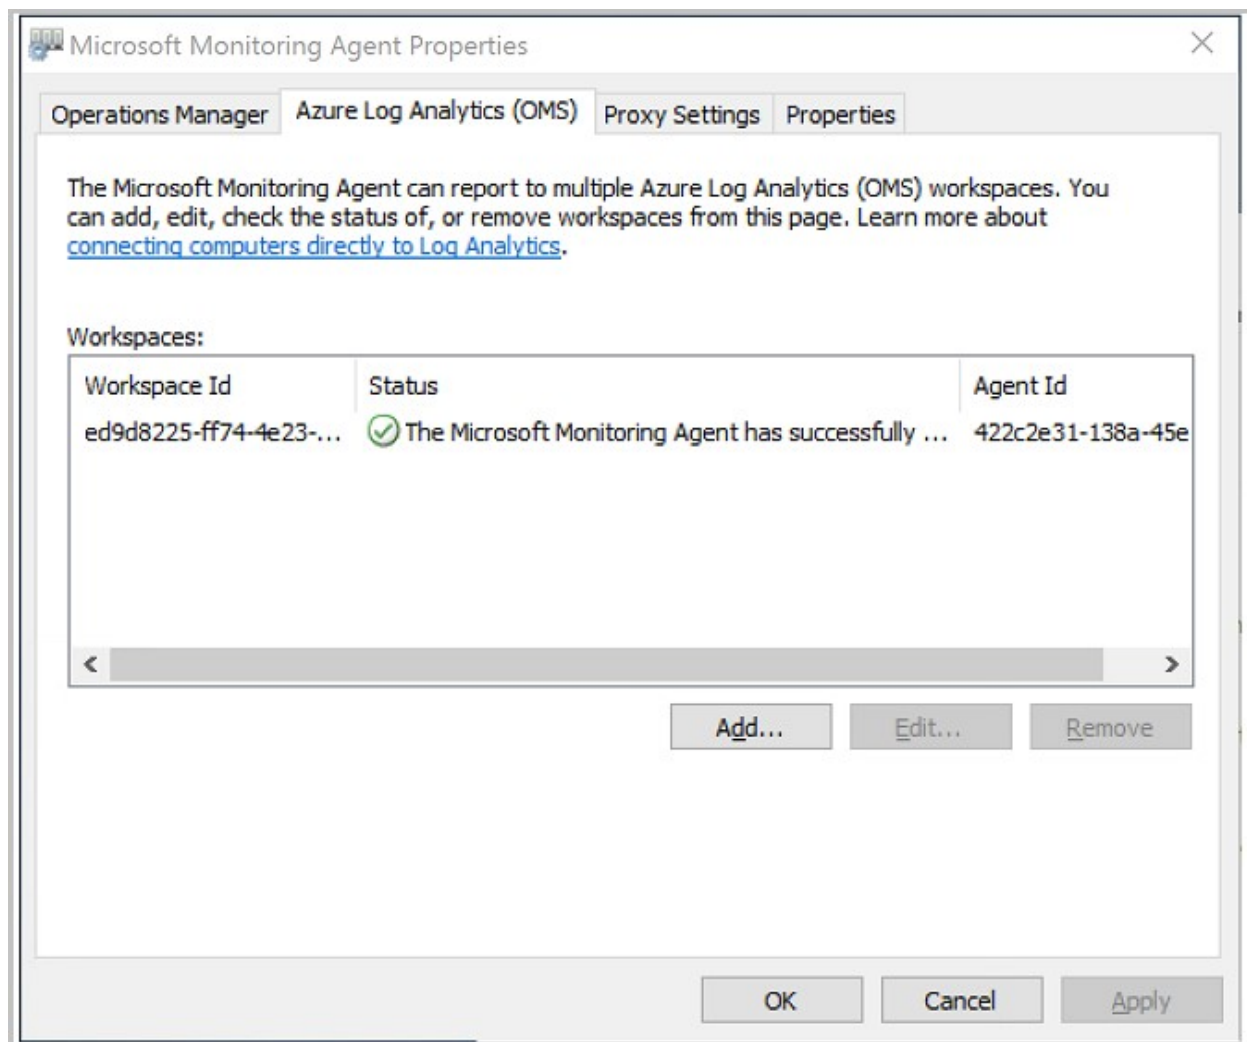 Microsoft Monitoring Agent Properties
Operations Manager Azure Log Analytics (OMS) Proxy Settings Properties
The Microsoft Monitoring Agent can report to multiple Azure Log Analytics (OMS) workspaces. You
can add, edit, check the status of, or remove workspaces from this page. Learn more about
connecting computers directly to Log Analytics.
Workspaces:
Workspace Id Status Agent Id
ed9d8225-ff74-4e23-... The Microsoft Monitoring Agent has successfully ... 422c2e31-138a-45e
Add... Edit... Remove
OK Cancel Apply